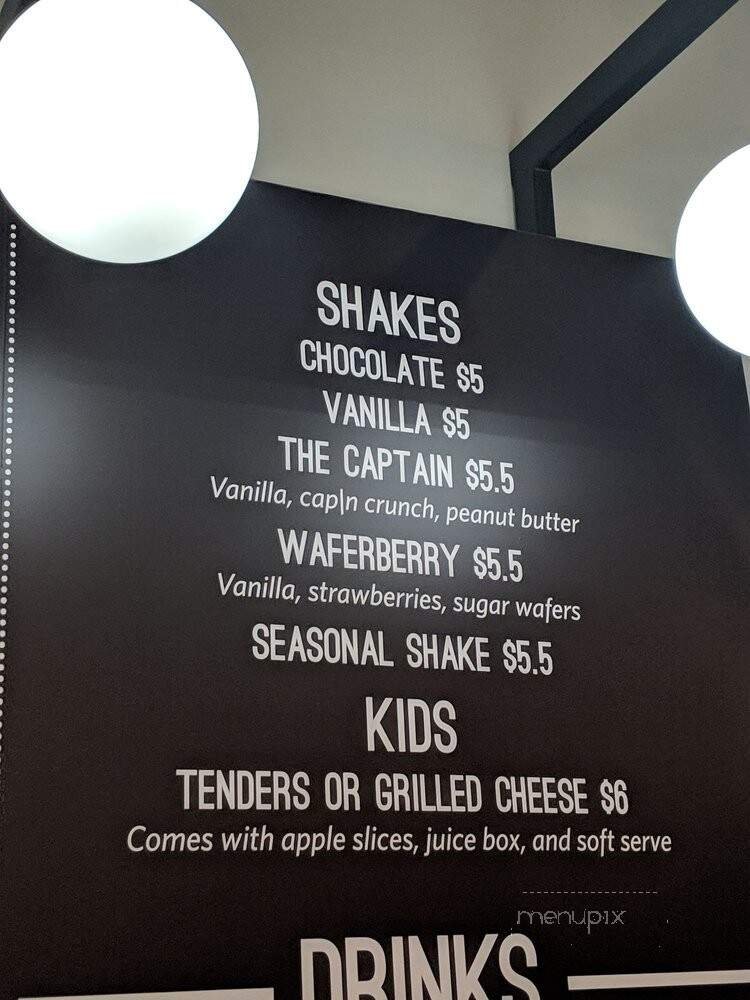 SHAKES
CHOCOLATE $5
VANILLA $5
THE CAPTAIN $5.5
Vanilla, cap|n crunch, peanut butter
WAFERBERRY $5.5
Vanilla, strawberries, sugar wafers
SEASONAL SHAKE $5.5
KIDS
TENDERS OR GRILLED CHEESE $6
Comes with apple slices, juice box, and soft serve
menupix
DRINKS